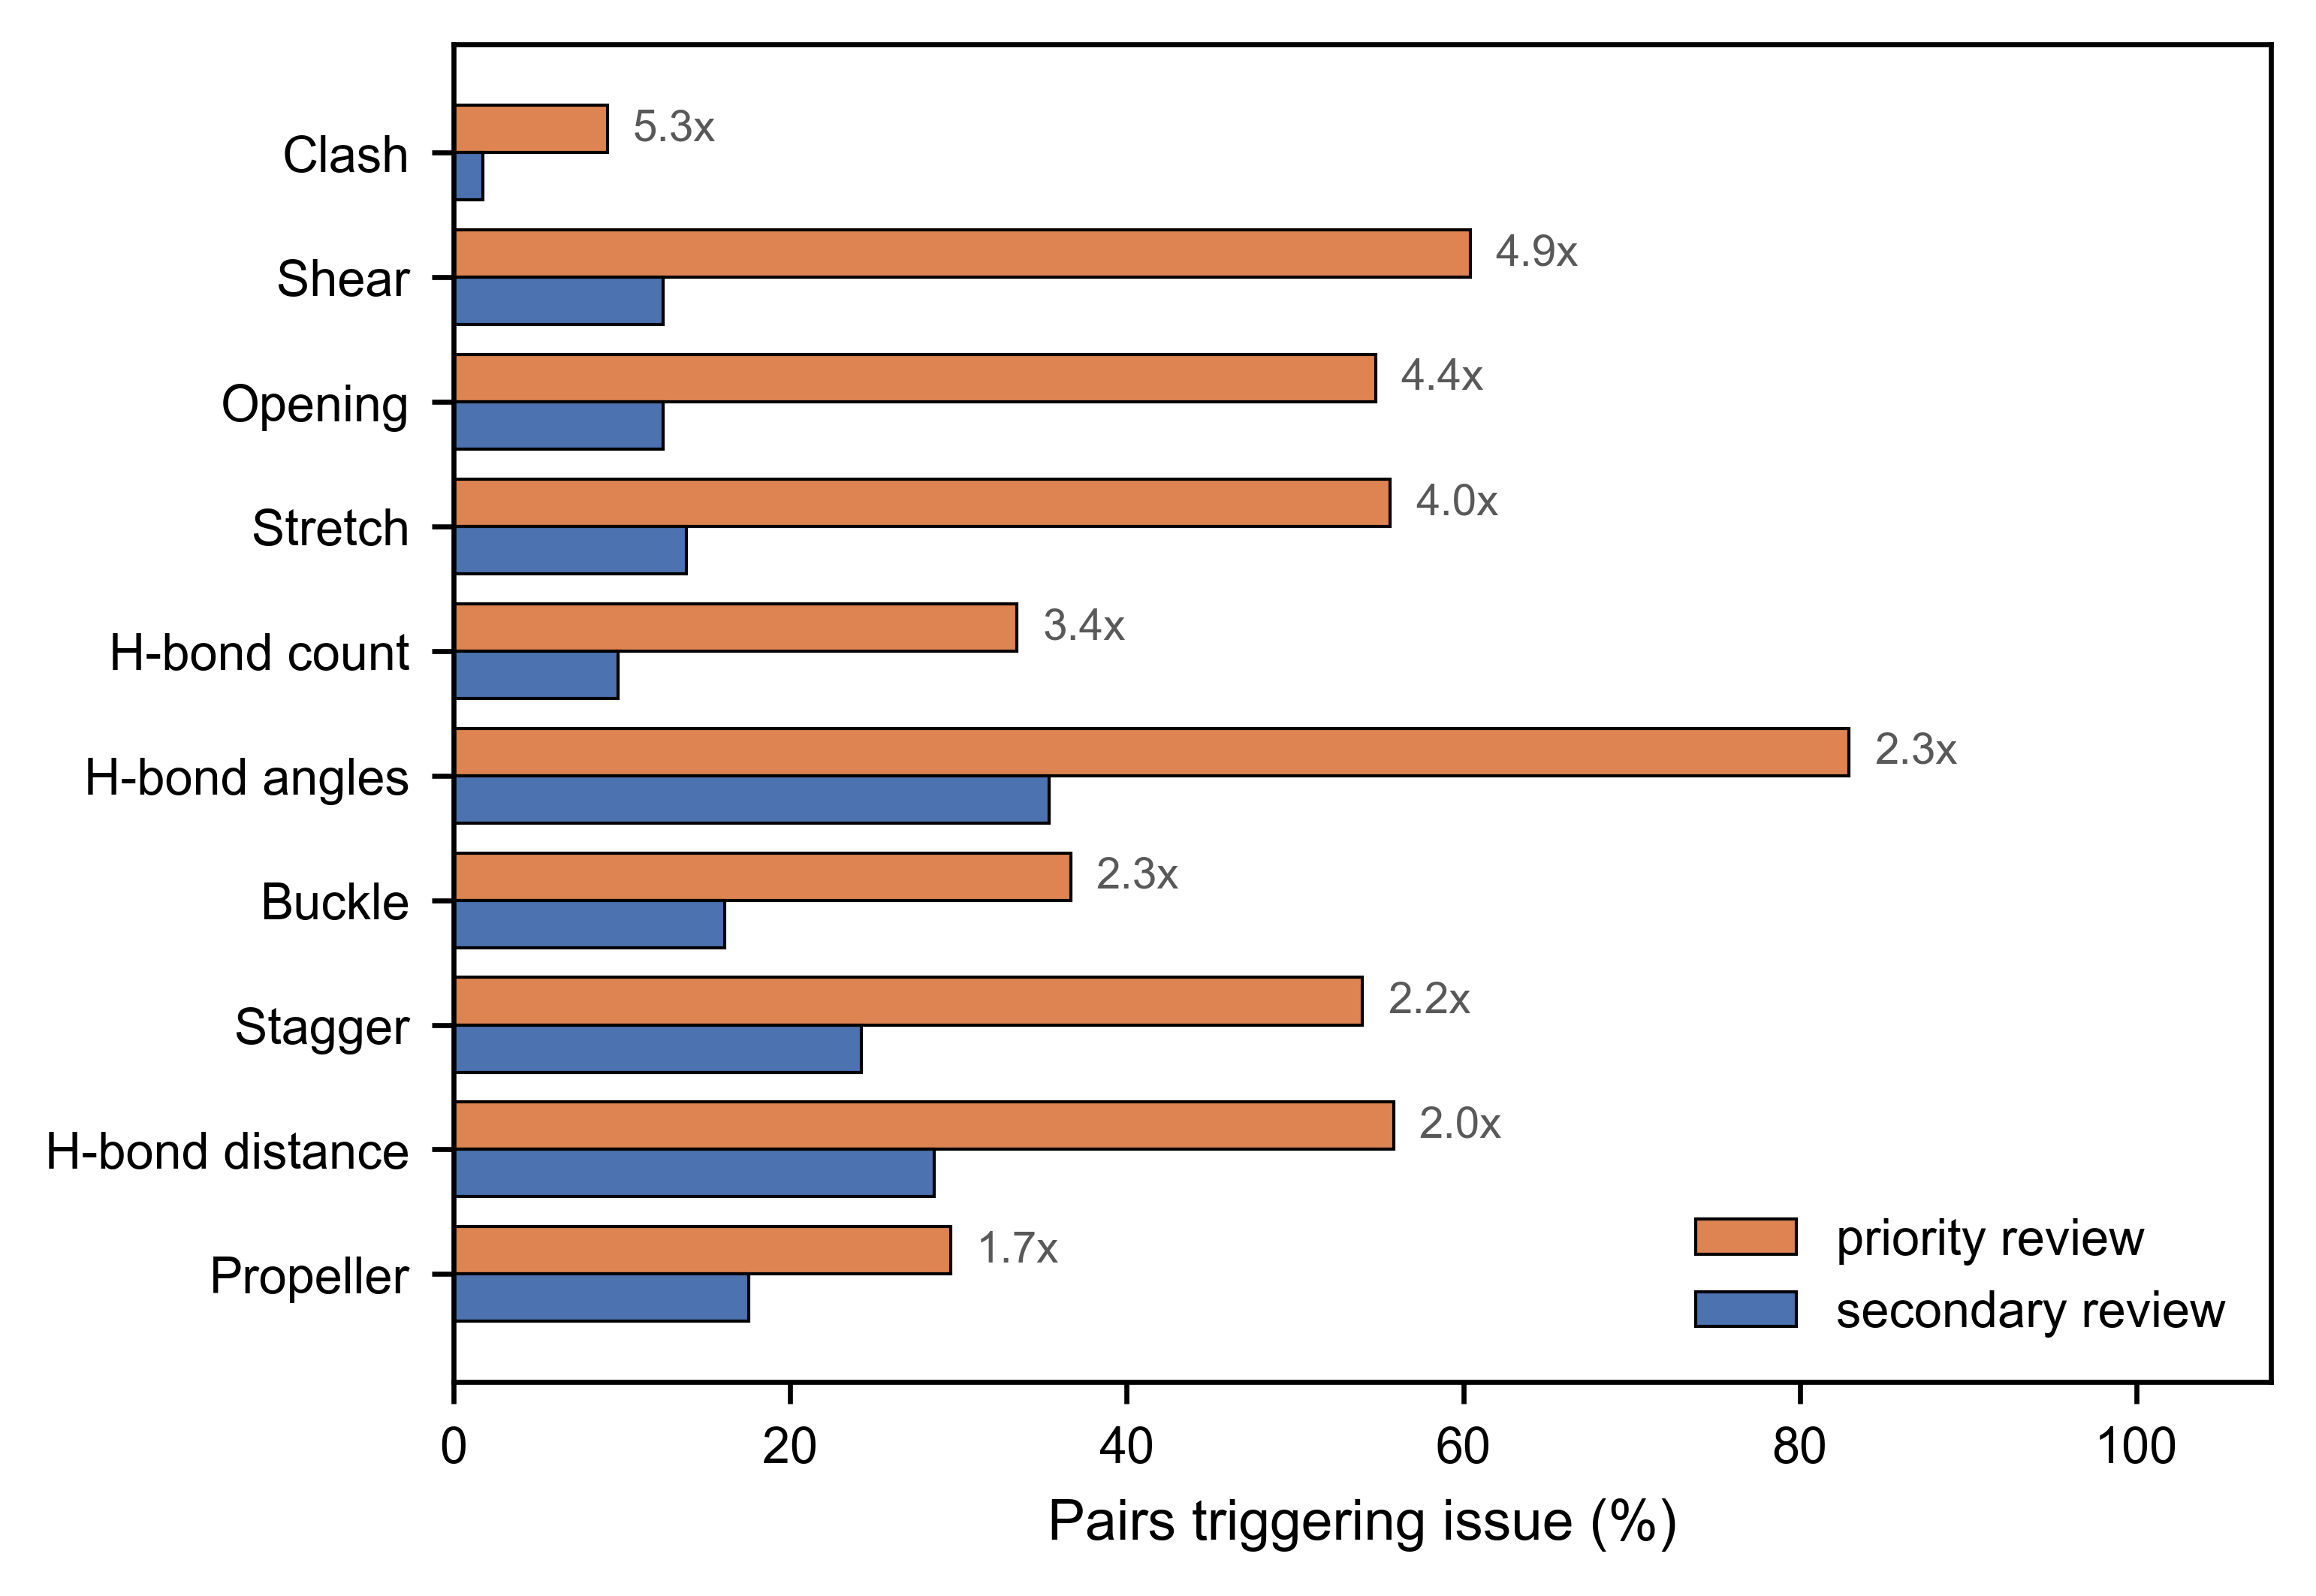 Clash
5.3x
Shear
4.9x
Opening
4.4x
Stretch
4.0x
H-bond count
3.4x
H-bond angles
2.3x
Buckle
2.3x
Stagger
2.2x
H-bond distance
2.0x
Propeller
1.7x
priority review
secondary review
0 20 40 60 80 100
Pairs triggering issue (%)